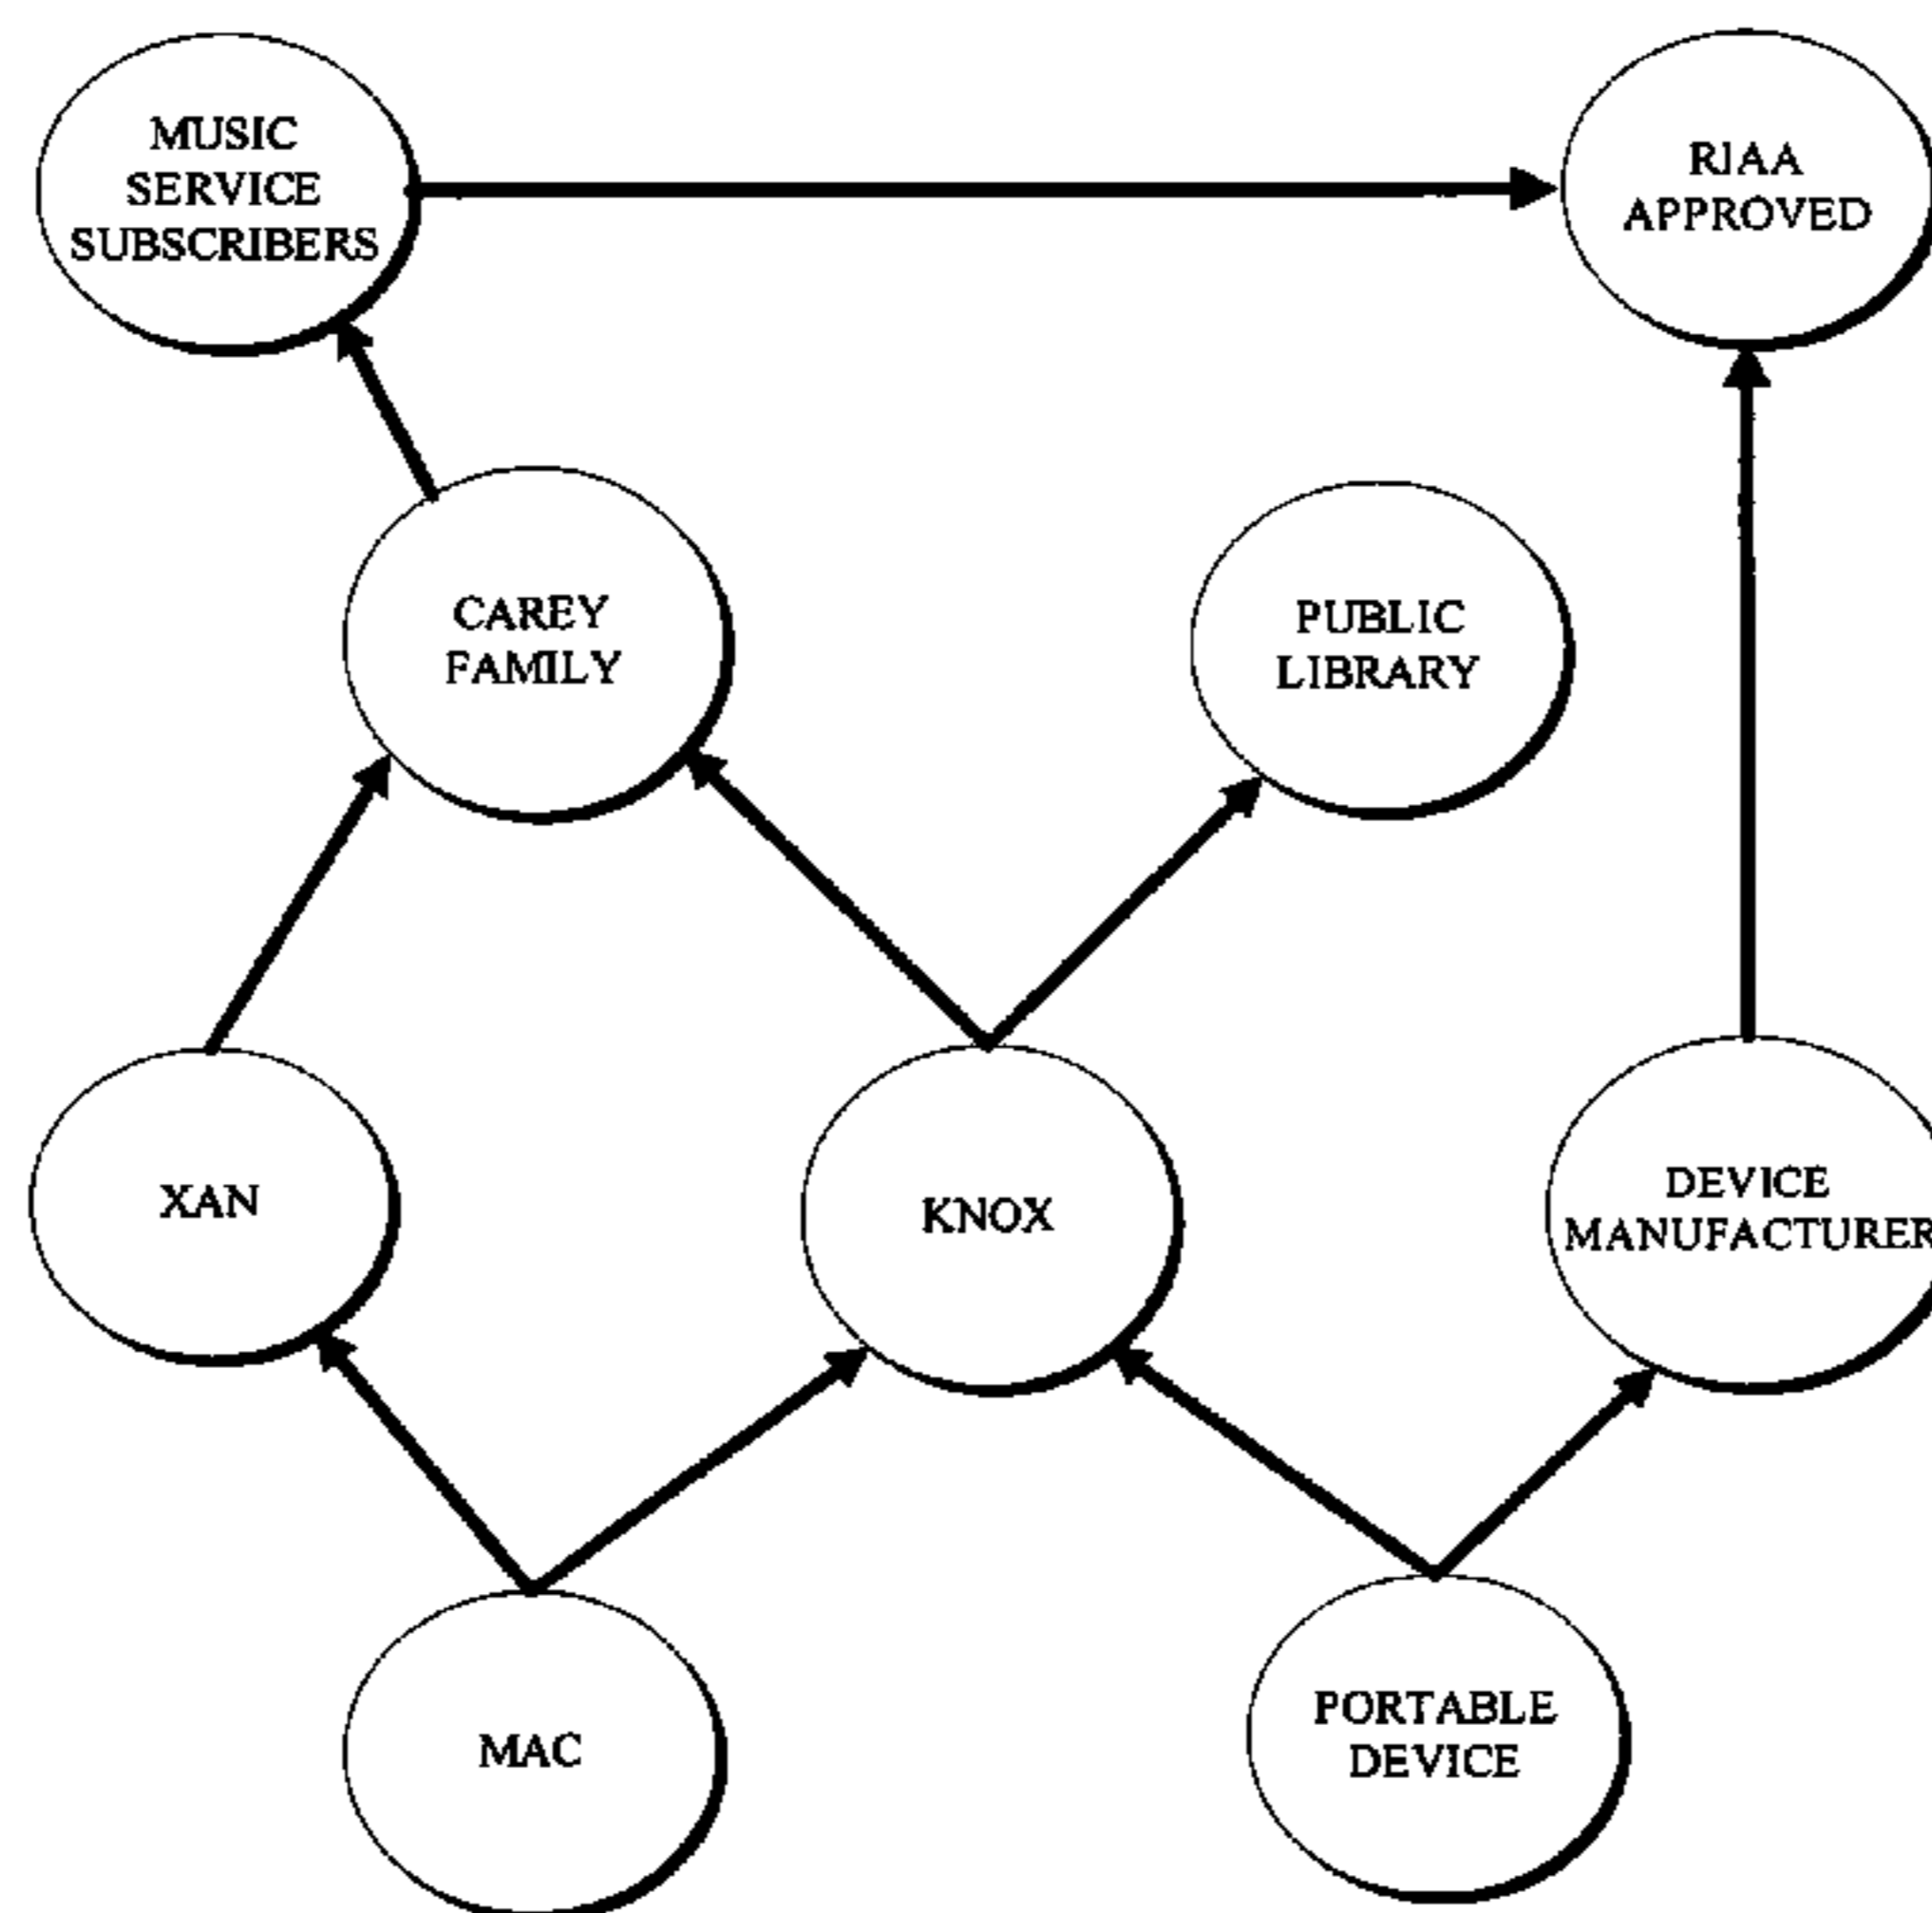 MUSIC
SERVICE
SUBSCRIBERS
RIAA
APPROVED
CAREY
FAMILY
PUBLIC
LIBRARY
XAN
KNOX
DEVICE
MANUFACTURER
MAC
PORTABLE
DEVICE